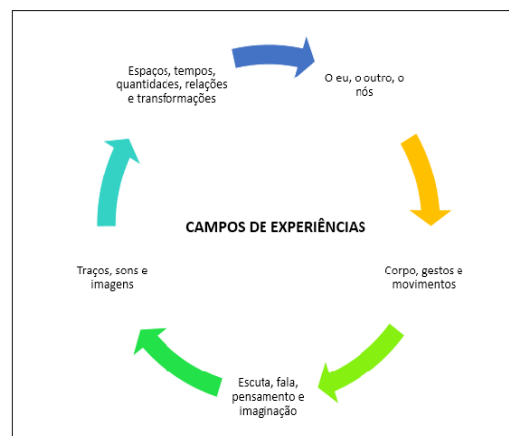 Espaços, tempos,
quantidades, relações
e transformações
O eu, o outro, o
nós
CAMPOS DE EXPERIÊNCIAS
Traços, sons e
imagens
Corpo, gestos e
movimentos
Escuta, fala,
pensamento e
imaginação